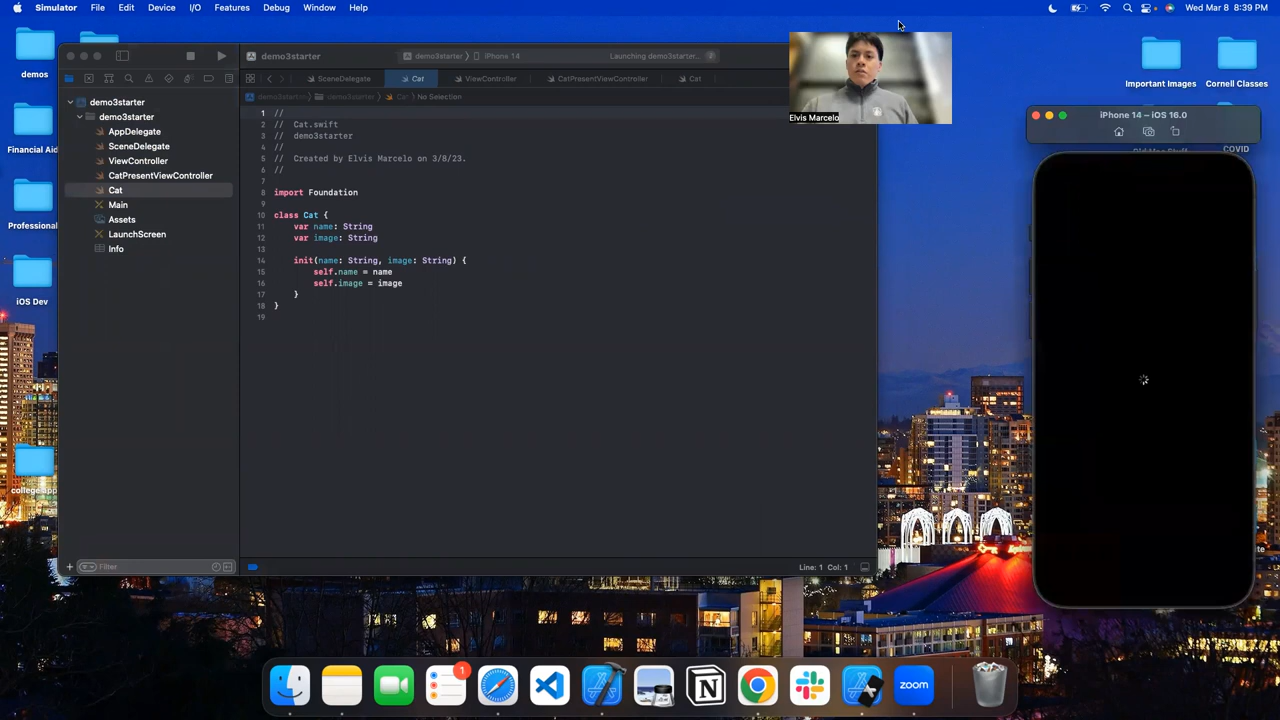 Simulator File Edit Device I/O Features Debug Window Help
Wed Mar 8 8:39 PM
demos
Financial Aid
Professional
iOS Dev
Important Images
Cornell Classes
COVID
demo3starter
demo3starter 〉 iPhone 14
Launching demo3starter...
SceneDelegate
Cat
ViewController
CatPresentViewController
Cat
No Selection
demo3starter
demo3starter
AppDelegate
SceneDelegate
ViewController
CatPresentViewController
Cat
Main
Assets
LaunchScreen
Info
Filter
1 //
2 // Cat.swift
3 // demo3starter
4 //
5 // Created by Elvis Marcelo on 3/8/23.
6 //
7
8 import Foundation
9
10 class Cat {
11 var name: String
12 var image: String
13
14 init(name: String, image: String) {
15 self.name = name
16 self.image = image
17 }
18 }
19
Line: 1 Col: 1
Elvis Marcelo
iPhone 14 – iOS 16.0
1
zoom